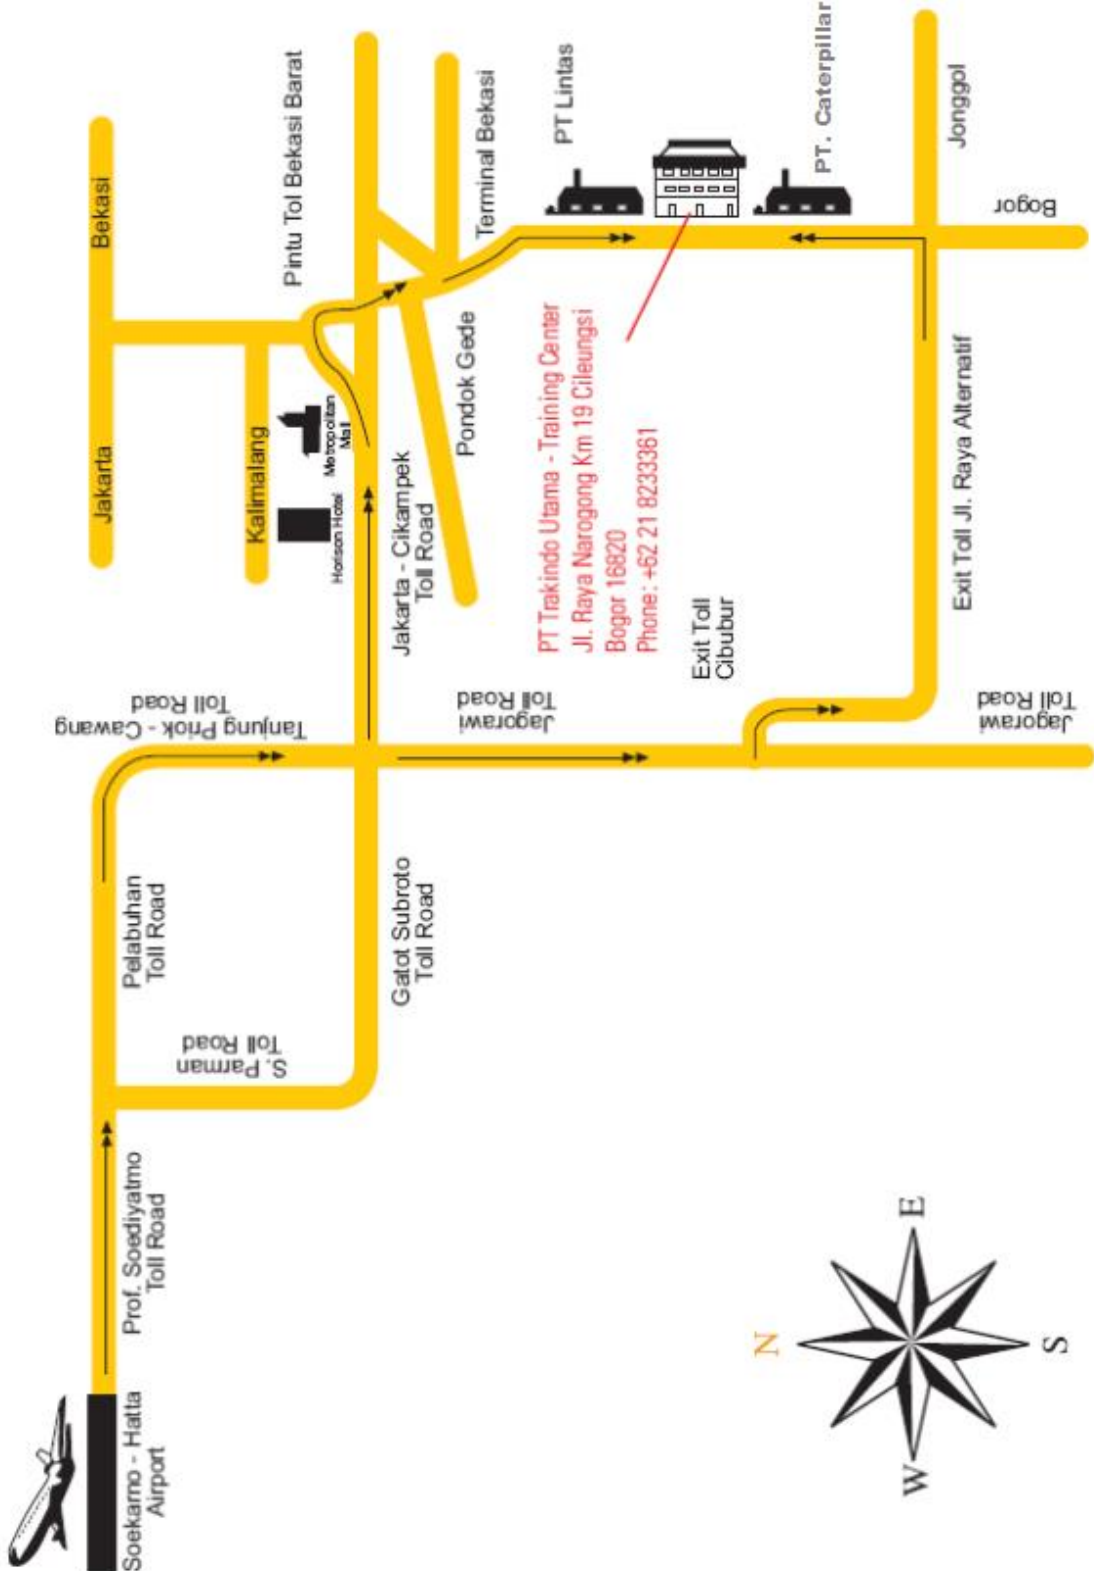 Soekarno - Hatta
Airport
Prof. Soediyatmo
Toll Road
S. Parman
Toll Road
Pelabuhan
Toll Road
Gatot Subroto
Toll Road
Tanjung Priok - Cawang
Toll Road
Jagorawi
Toll Road
Jagorawi
Toll Road
Jakarta
Bekasi
Kalimalang
Horison Hotel
Metropolitan
Mall
Jakarta - Cikampek
Toll Road
Pintu Tol Bekasi Barat
Pondok Gede
Terminal Bekasi
PT Lintas
PT. Caterpillar
PT Trakindo Utama - Training Center
Jl. Raya Narogong Km 19 Cileungsi
Bogor 16820
Phone : +62 21 8233361
Exit Toll
Cibubur
Exit Toll Jl. Raya Alternatif
Jonggol
Bogor
N
E
S
W